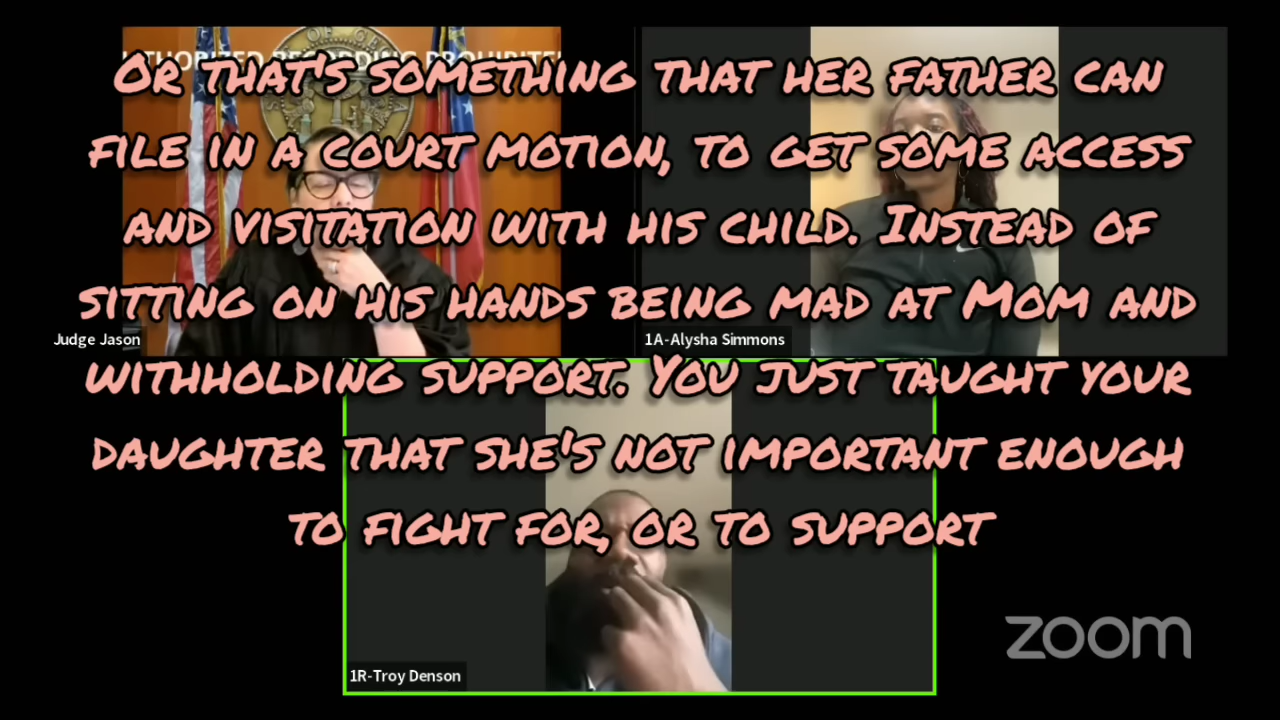 UTHORIZED RECORDING PROHIBITE
Or that's something that her father can
file in a court motion, to get some access
and visitation with his child. Instead of
sitting on his hands being mad at Mom and
Judge Jason
1A-Alysha Simmons
withholding support. You just taught your
daughter that she's not important enough
to fight for, or to support
zoom
1R-Troy Denson